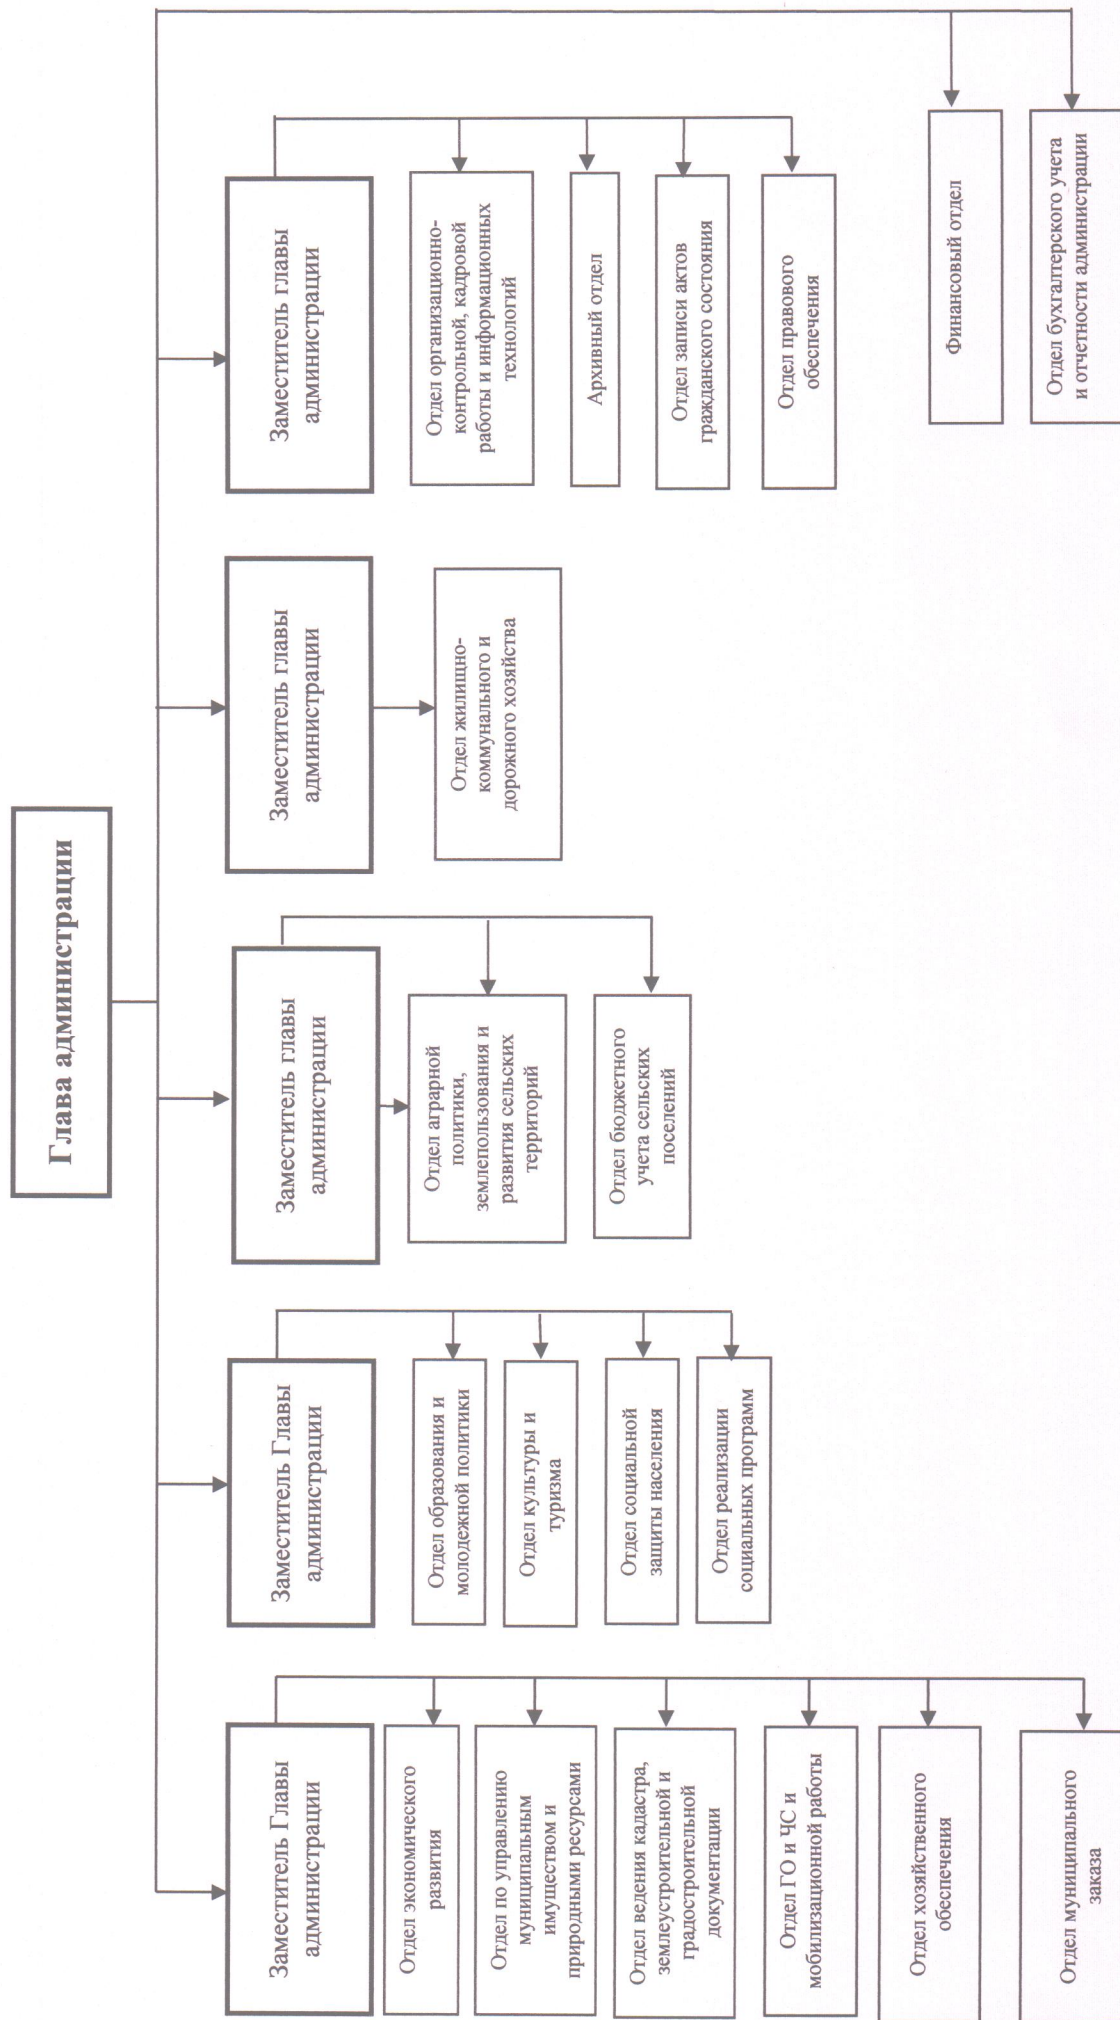 Глава администрации
Заместитель Главы
администрации
Отдел экономического
развития
Отдел по управлению
муниципальным
имуществом и
природными ресурсами
Отдел ведения кадастра,
землеустроительной и
градостроительной
документации
Отдел ГО и ЧС и
мобилизационной работы
Отдел хозяйственного
обеспечения
Отдел муниципального
заказа
Заместитель Главы
администрации
Отдел образования и
молодежной политики
Отдел культуры и
туризма
Отдел социальной
защиты населения
Отдел реализации
социальных программ
Заместитель главы
администрации
Отдел аграрной
политики,
землепользования и
развития сельских
территорий
Отдел бюджетного
учета сельских
поселений
Заместитель главы
администрации
Отдел жилищно-
коммунального и
дорожного хозяйства
Заместитель главы
администрации
Отдел организационно-
контрольной, кадровой
работы и информационных
технологий
Архивный отдел
Отдел записи актов
гражданского состояния
Отдел правового
обеспечения
Финансовый отдел
Отдел бухгалтерского учета
и отчетности администрации